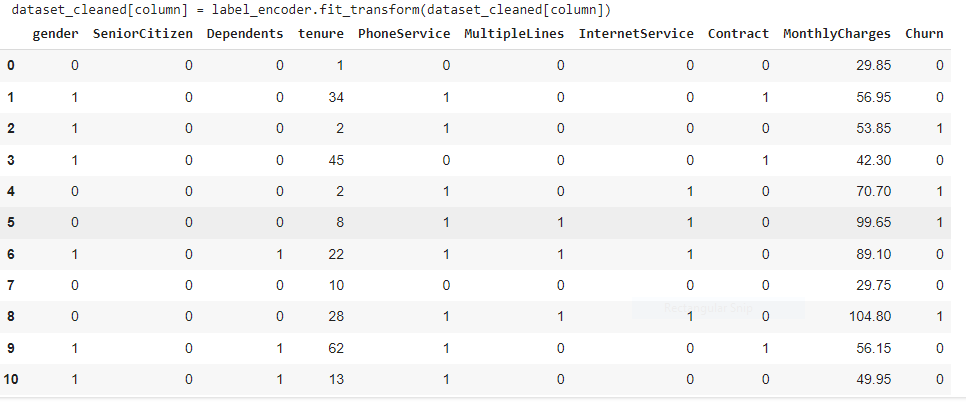 dataset_cleaned[column] = label_encoder.fit_transform(dataset_cleaned[column])
gender SeniorCitizen Dependents tenure PhoneService MultipleLines InternetService Contract MonthlyCharges Churn
0 0 0 0 1 0 0 0 0 29.85 0
1 1 0 0 34 1 0 0 1 56.95 0
2 1 0 0 2 1 0 0 0 53.85 1
3 1 0 0 45 0 0 0 1 42.30 0
4 0 0 0 2 1 0 1 0 70.70 1
5 0 0 0 8 1 1 1 0 99.65 1
6 1 0 1 22 1 1 1 0 89.10 0
7 0 0 0 10 0 0 0 0 29.75 0
8 0 0 0 28 1 1 1 0 104.80 1
Rectangular Snip
9 1 0 1 62 1 0 0 1 56.15 0
10 1 0 1 13 1 0 0 0 49.95 0